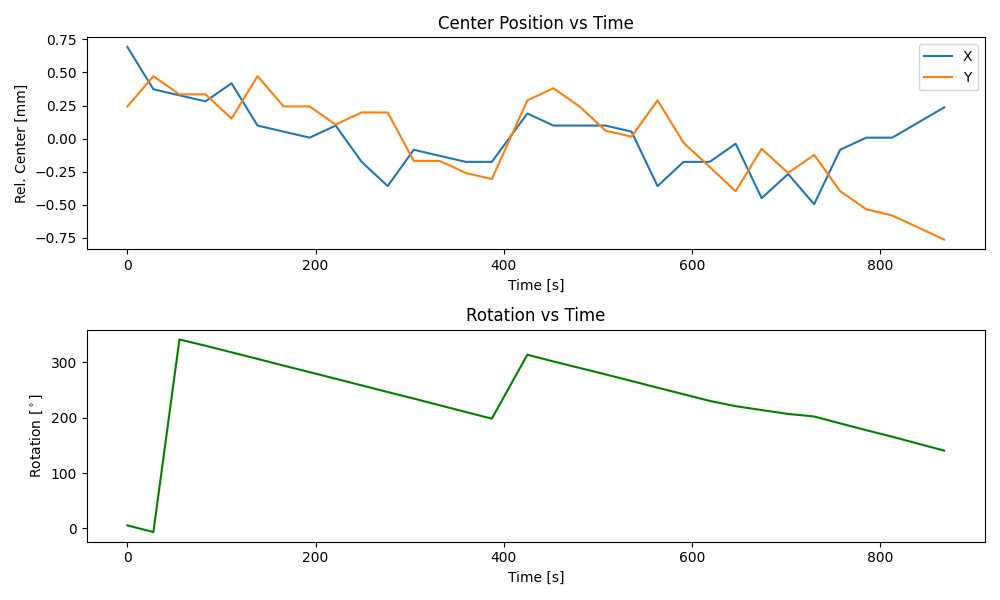 Center Position vs Time
Rel. Center [mm]
0.75
0.50
0.25
0.00
−0.25
−0.50
−0.75
X
Y
0 200 400 600 800
Time [s]
Rotation vs Time
Rotation [°]
300
200
100
0
0 200 400 600 800
Time [s]